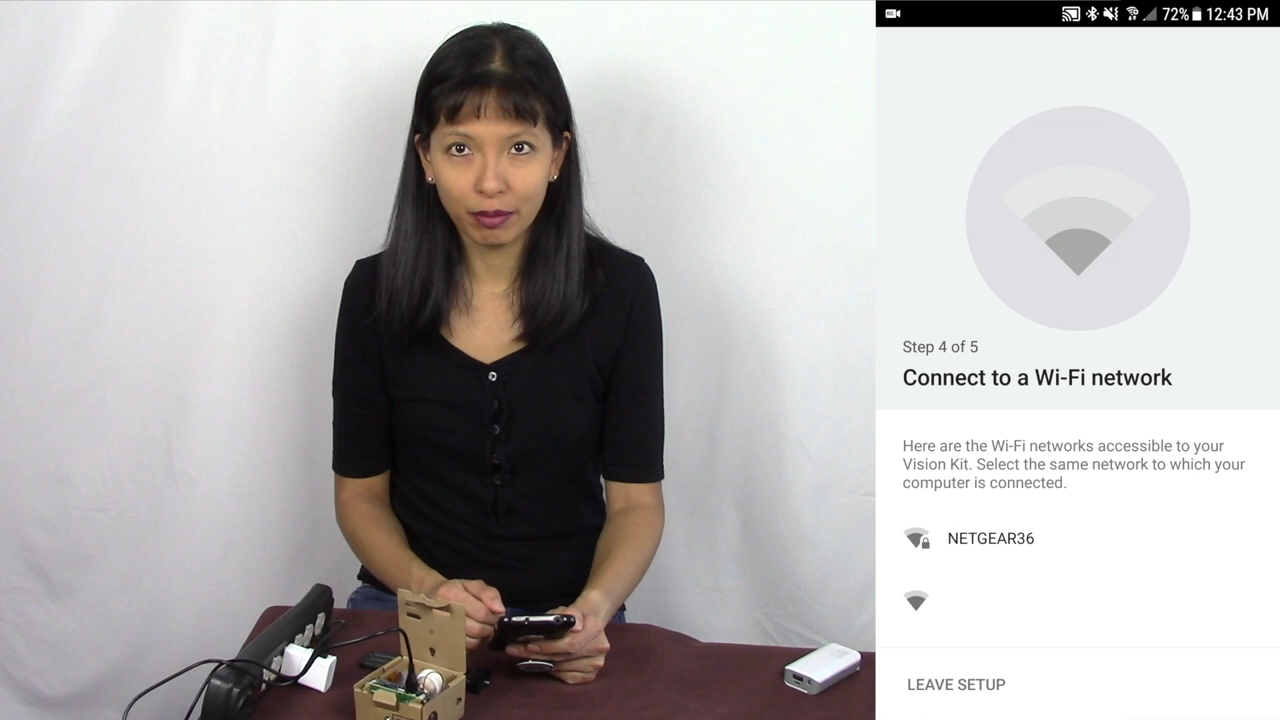 72% 12:43 PM
Step 4 of 5
Connect to a Wi-Fi network
Here are the Wi-Fi networks accessible to your
Vision Kit. Select the same network to which your
computer is connected.
NETGEAR36
LEAVE SETUP